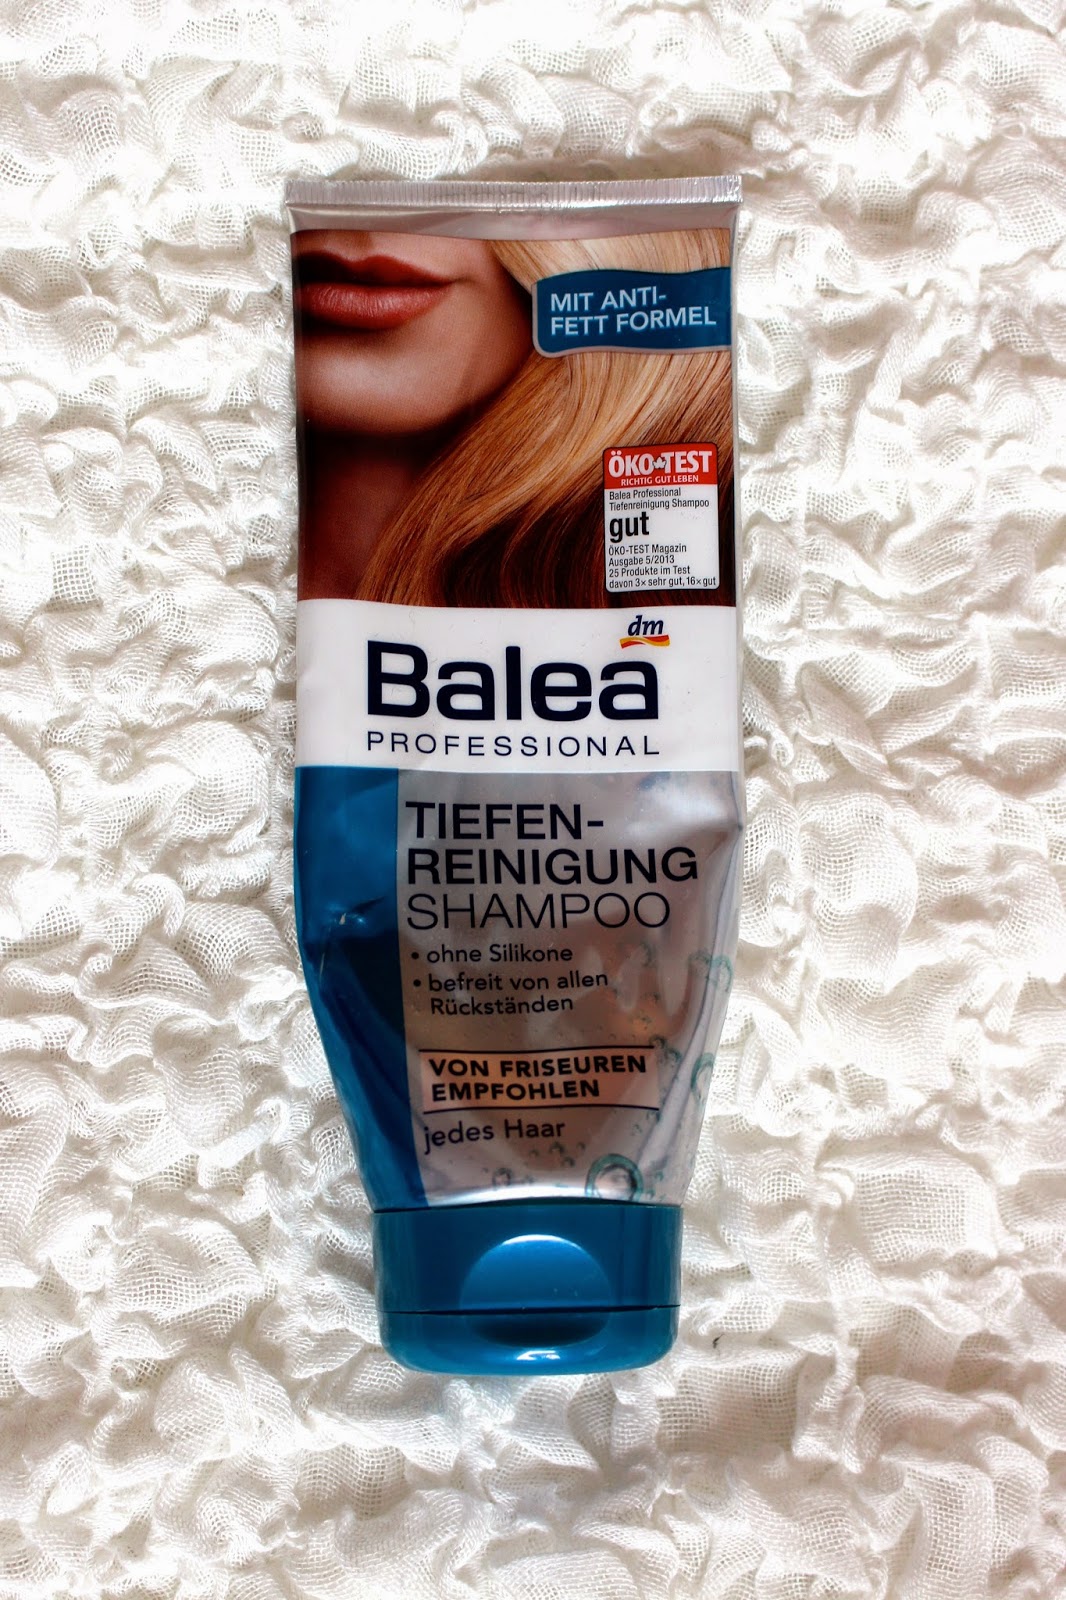 MIT ANTI-
FETT FORMEL
ÖKO-TEST
RICHTIG GUT LEBEN
Balea Professional
Tiefenreinigung Shampoo
gut
ÖKO-TEST Magazin
Ausgabe 5/2013
25 Produkte im Test
davon 3x sehr gut, 16x gut
dm
Balea
PROFESSIONAL
TIEFEN-
REINIGUNG
SHAMPOO
• ohne Silikone
• befreit von allen
Rückständen
VON FRISEUREN
EMPFOHLEN
jedes Haar